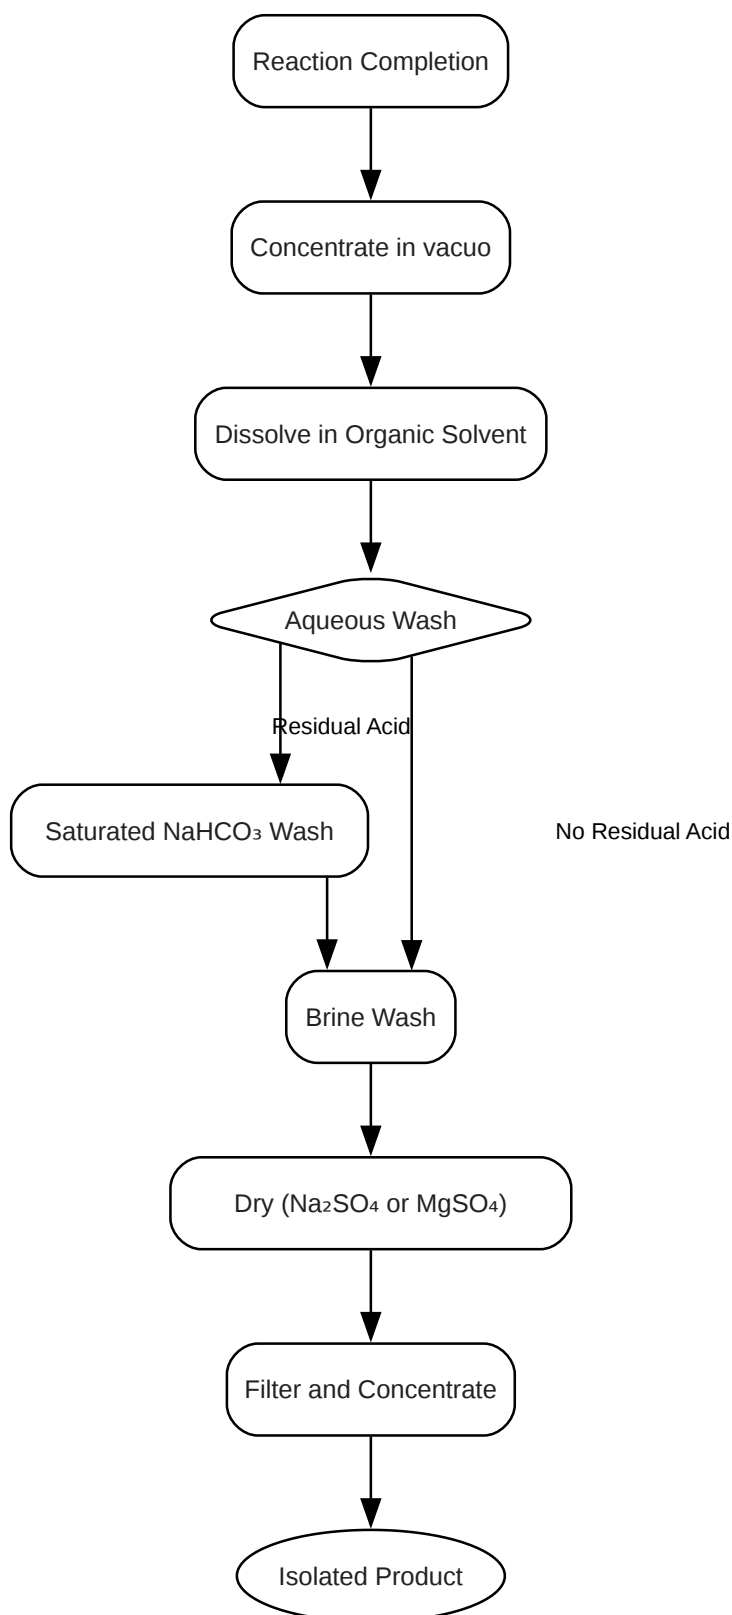 Reaction Completion
Concentrate in vacuo
Dissolve in Organic Solvent
Aqueous Wash
Residual Acid
Saturated NaHCO₃ Wash
No Residual Acid
Brine Wash
Dry (Na₂SO₄ or MgSO₄)
Filter and Concentrate
Isolated Product